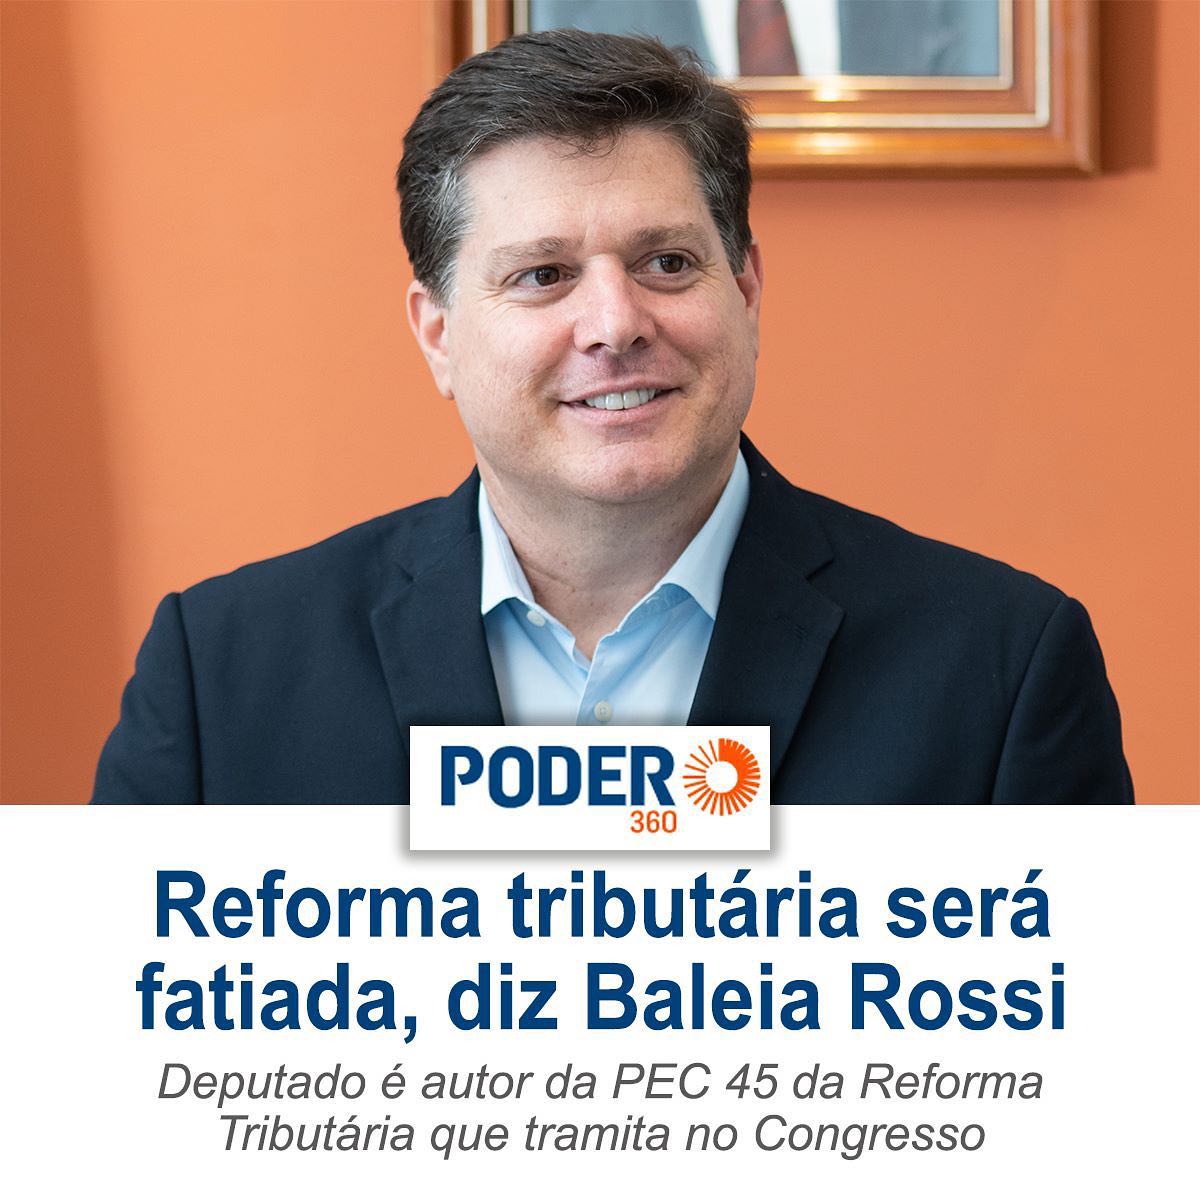 PODER
360
Reforma tributária será
fatiada, diz Baleia Rossi
Deputado é autor da PEC 45 da Reforma
Tributária que tramita no Congresso